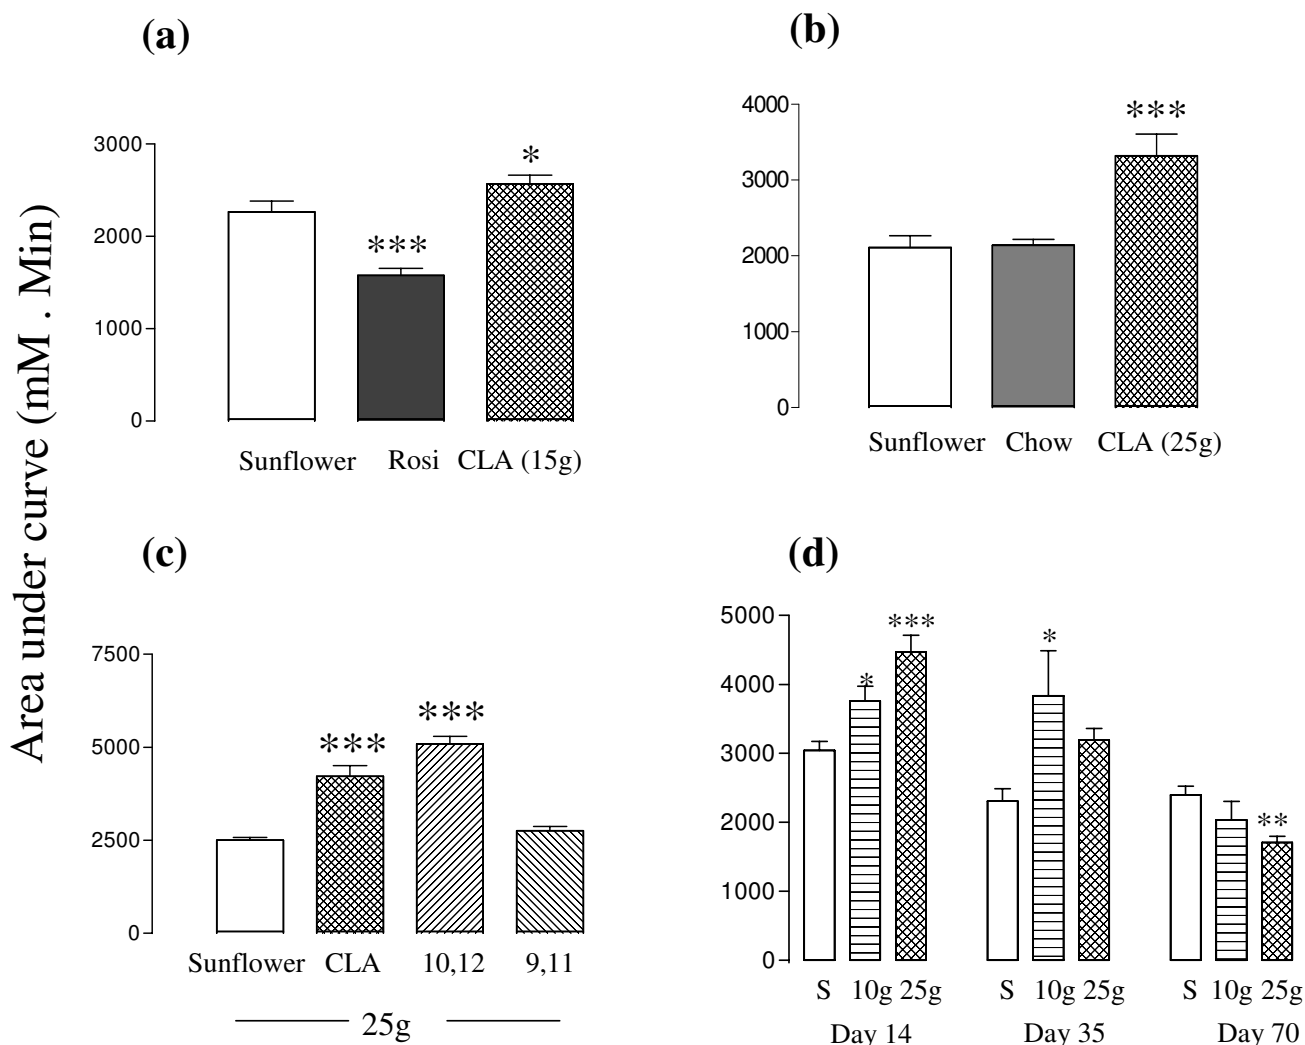 Area under curve (mM . Min)
(a)
3000
2000
1000
0
***
*
Sunflower Rosi CLA (15g)
(b)
4000
3000
2000
1000
0
***
Sunflower Chow CLA (25g)
(c)
7500
5000
2500
0
***
***
Sunflower CLA 10,12 9,11
25g
(d)
5000
4000
3000
2000
1000
0
*
***
*
**
S 10g 25g S 10g 25g S 10g 25g
Day 14 Day 35 Day 70